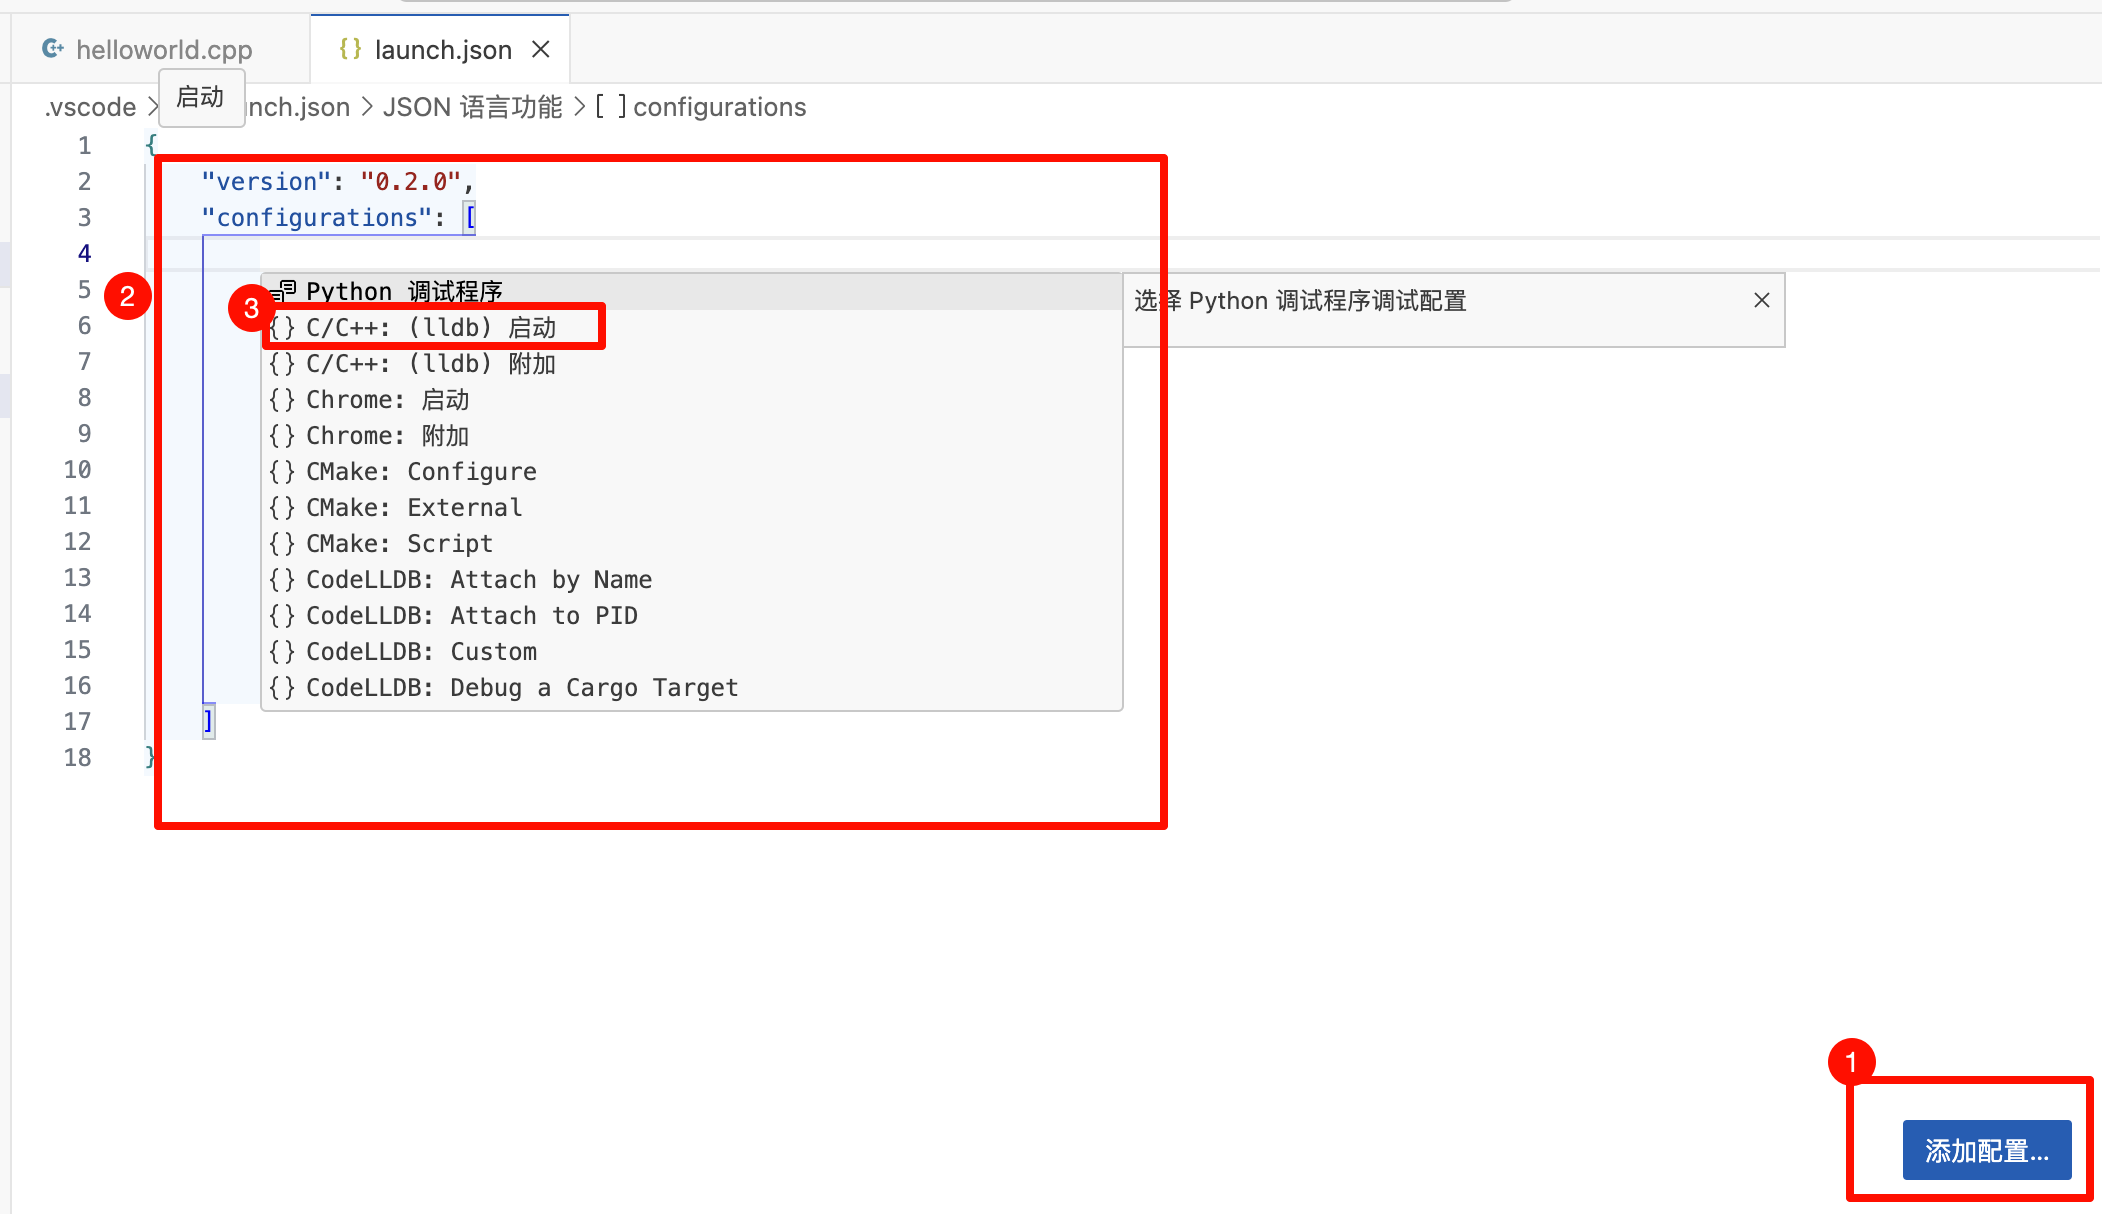 helloworld.cpp
{} launch.json
启动
.vscode > nch.json > JSON 语言功能 > [ ] configurations
1 {
2 "version": "0.2.0",
3 "configurations": [
4
5
6
7
8
9
10
11
12
13
14
15
16
17 ]
18 }
2
3
Python 调试程序
{} C/C++: (lldb) 启动
{} C/C++: (lldb) 附加
{} Chrome: 启动
{} Chrome: 附加
{} CMake: Configure
{} CMake: External
{} CMake: Script
{} CodeLLDB: Attach by Name
{} CodeLLDB: Attach to PID
{} CodeLLDB: Custom
{} CodeLLDB: Debug a Cargo Target
选择 Python 调试程序调试配置
1
添加配置...